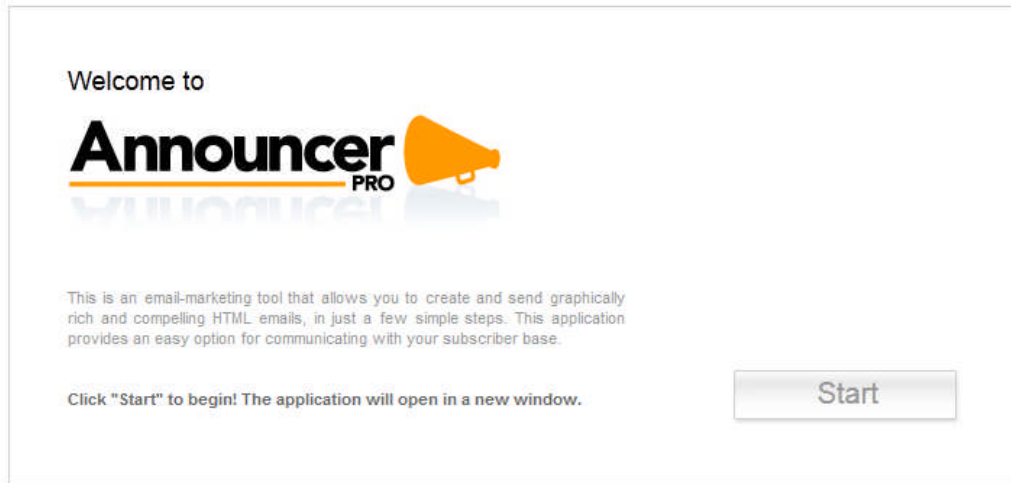 Welcome to
Announcer
PRO
This is an email-marketing tool that allows you to create and send graphically
rich and compelling HTML emails, in just a few simple steps. This application
provides an easy option for communicating with your subscriber base.
Click "Start" to begin! The application will open in a new window.
Start